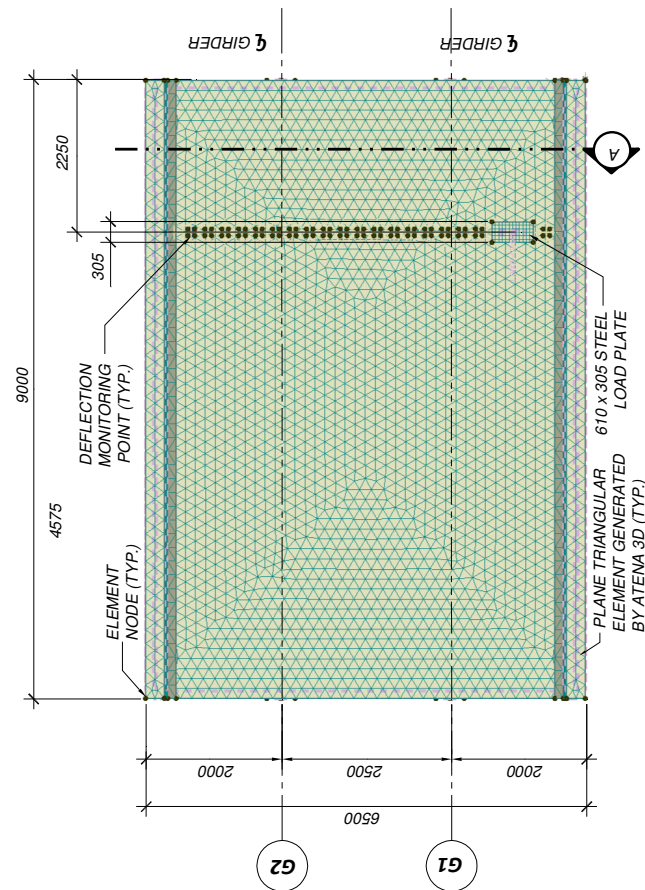 ℄ GIRDER
℄ GIRDER
2250
A
305
9000
DEFLECTION
MONITORING
POINT (TYP.)
610 x 305 STEEL
LOAD PLATE
4575
ELEMENT
NODE (TYP.)
PLANE TRIANGULAR
ELEMENT GENERATED
BY ATENA 3D (TYP.)
2000
2500
2000
6500
G2
G1